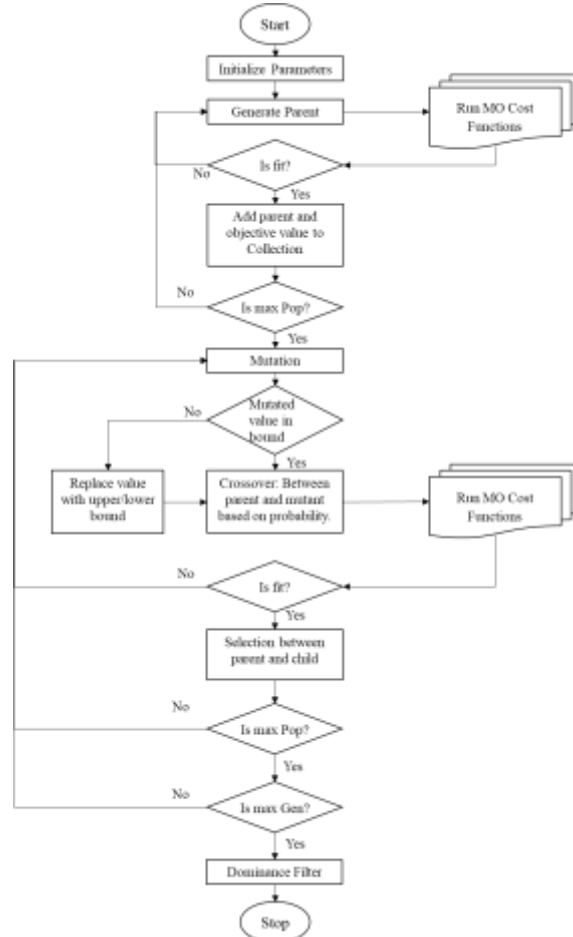 Start
Initialize Parameters
Generate Parent
Run MO Cost
Functions
Is fit?
No
Yes
Add parent and
objective value to
Collection
No
Is max Pop?
Yes
Mutation
No
Mutated
value in
bound
Yes
Replace value
with upper/lower
bound
Crossover: Between
parent and mutant
based on probability.
Run MO Cost
Functions
No
Is fit?
Yes
Selection between
parent and child
No
Is max Pop?
Yes
No
Is max Gen?
Yes
Dominance Filter
Stop